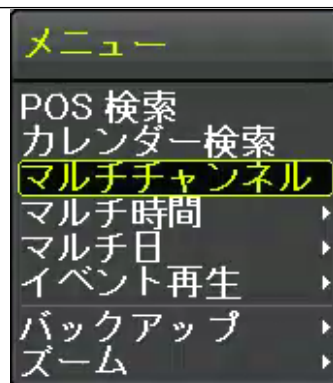 メニュー
POS 検索
カレンダー検索
マルチチャンネル
マルチ時間
マルチ日
イベント再生
バックアップ
ズーム